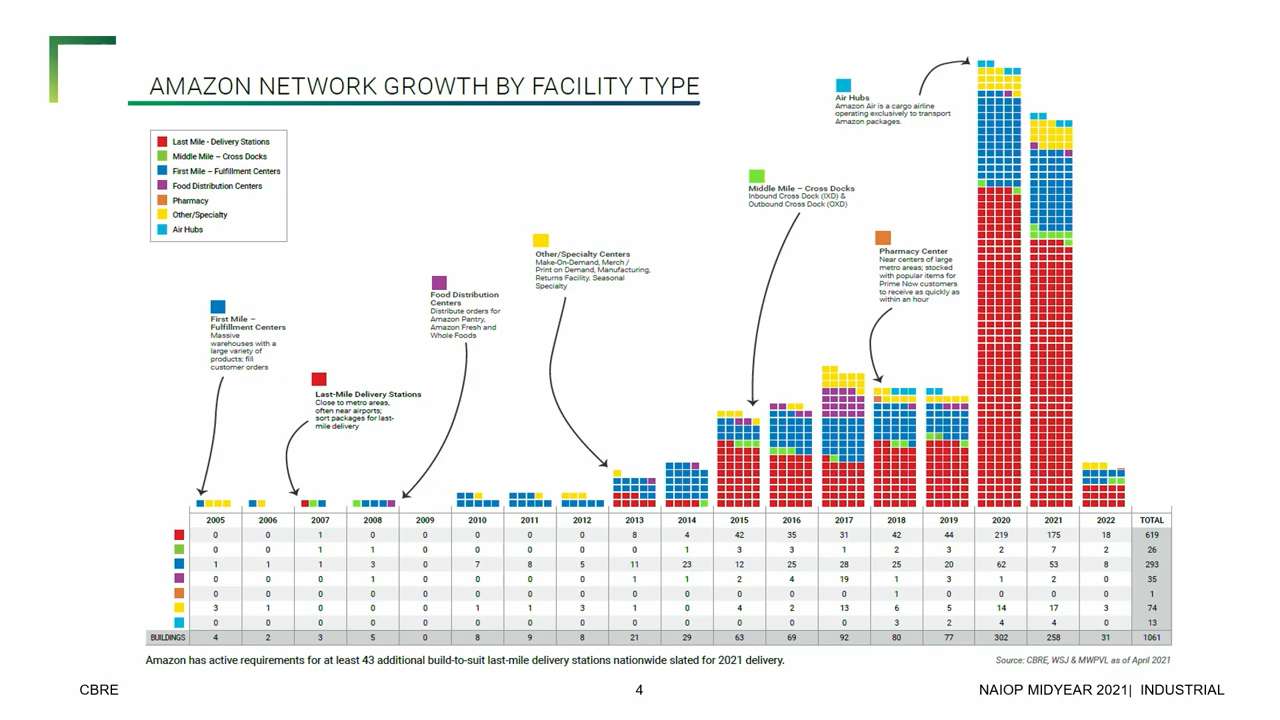 AMAZON NETWORK GROWTH BY FACILITY TYPE
Last Mile - Delivery Stations
Middle Mile – Cross Docks
First Mile – Fulfillment Centers
Food Distribution Centers
Pharmacy
Other/Specialty
Air Hubs
First Mile –
Fulfillment Centers
Massive
warehouses with a
large variety of
products; fill
customer orders
Last-Mile Delivery Stations
Close to metro areas,
often near airports;
sort packages for last-
mile delivery
Food Distribution
Centers
Distribute orders for
Amazon Pantry,
Amazon Fresh and
Whole Foods
Other/Specialty Centers
Make-On-Demand, Merch /
Print on Demand, Manufacturing,
Returns Facility. Seasonal
Specialty
Middle Mile – Cross Docks
Inbound Cross Dock (IXD) &
Outbound Cross Dock (OXD)
Air Hubs
Amazon Air is a cargo airline
operating exclusively to transport
Amazon packages.
Pharmacy Center
Near centers of large
metro areas; stocked
with popular items for
Prime Now customers
to receive as quickly as
within an hour
2005 2006 2007 2008 2009 2010 2011 2012 2013 2014 2015 2016 2017 2018 2019 2020 2021 2022 TOTAL
0 0 1 0 0 0 0 0 8 4 42 35 31 42 44 219 175 18 619
0 0 1 1 0 0 0 0 0 1 3 3 1 2 3 2 7 2 26
1 1 1 3 0 7 8 5 11 23 12 25 28 25 20 62 53 8 293
0 0 0 1 0 0 0 0 1 1 2 4 19 1 3 1 2 0 35
0 0 0 0 0 0 0 0 0 0 0 0 0 1 0 0 0 0 1
3 1 0 0 0 1 1 3 1 0 4 2 13 6 5 14 17 3 74
0 0 0 0 0 0 0 0 0 0 0 0 0 3 2 4 4 0 13
BUILDINGS 4 2 3 5 0 8 9 8 21 29 63 69 92 80 77 302 258 31 1061
Amazon has active requirements for at least 43 additional build-to-suit last-mile delivery stations nationwide slated for 2021 delivery.
Source: CBRE, WSJ & MWPVL as of April 2021
CBRE
4
NAIOP MIDYEAR 2021| INDUSTRIAL